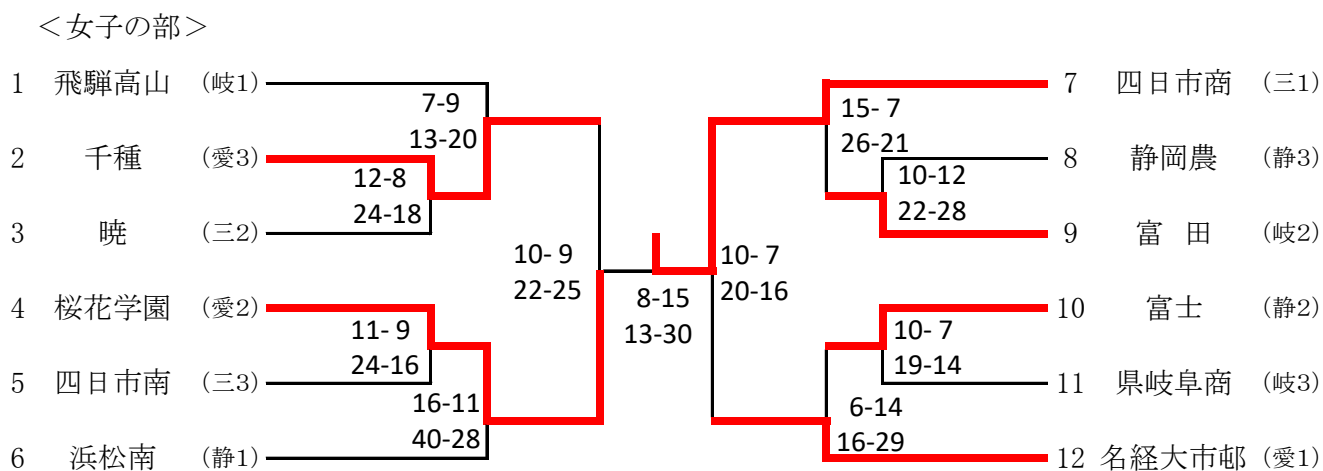 ＜女子の部＞
1 飛騨高山 （岐1）
2 千種 （愛3）
3 暁 （三2）
4 桜花学園 （愛2）
5 四日市南 （三3）
6 浜松南 （静1）
7-9
13-20
12-8
24-18
11- 9
24-16
16-11
40-28
10- 9
22-25
8-15
13-30
10- 7
20-16
15- 7
26-21
10-12
22-28
10- 7
19-14
6-14
16-29
7 四日市商 （三1）
8 静岡農 （静3）
9 富 田 （岐2）
10 富士 （静2）
11 県岐阜商 （岐3）
12 名経大市邨 （愛1）